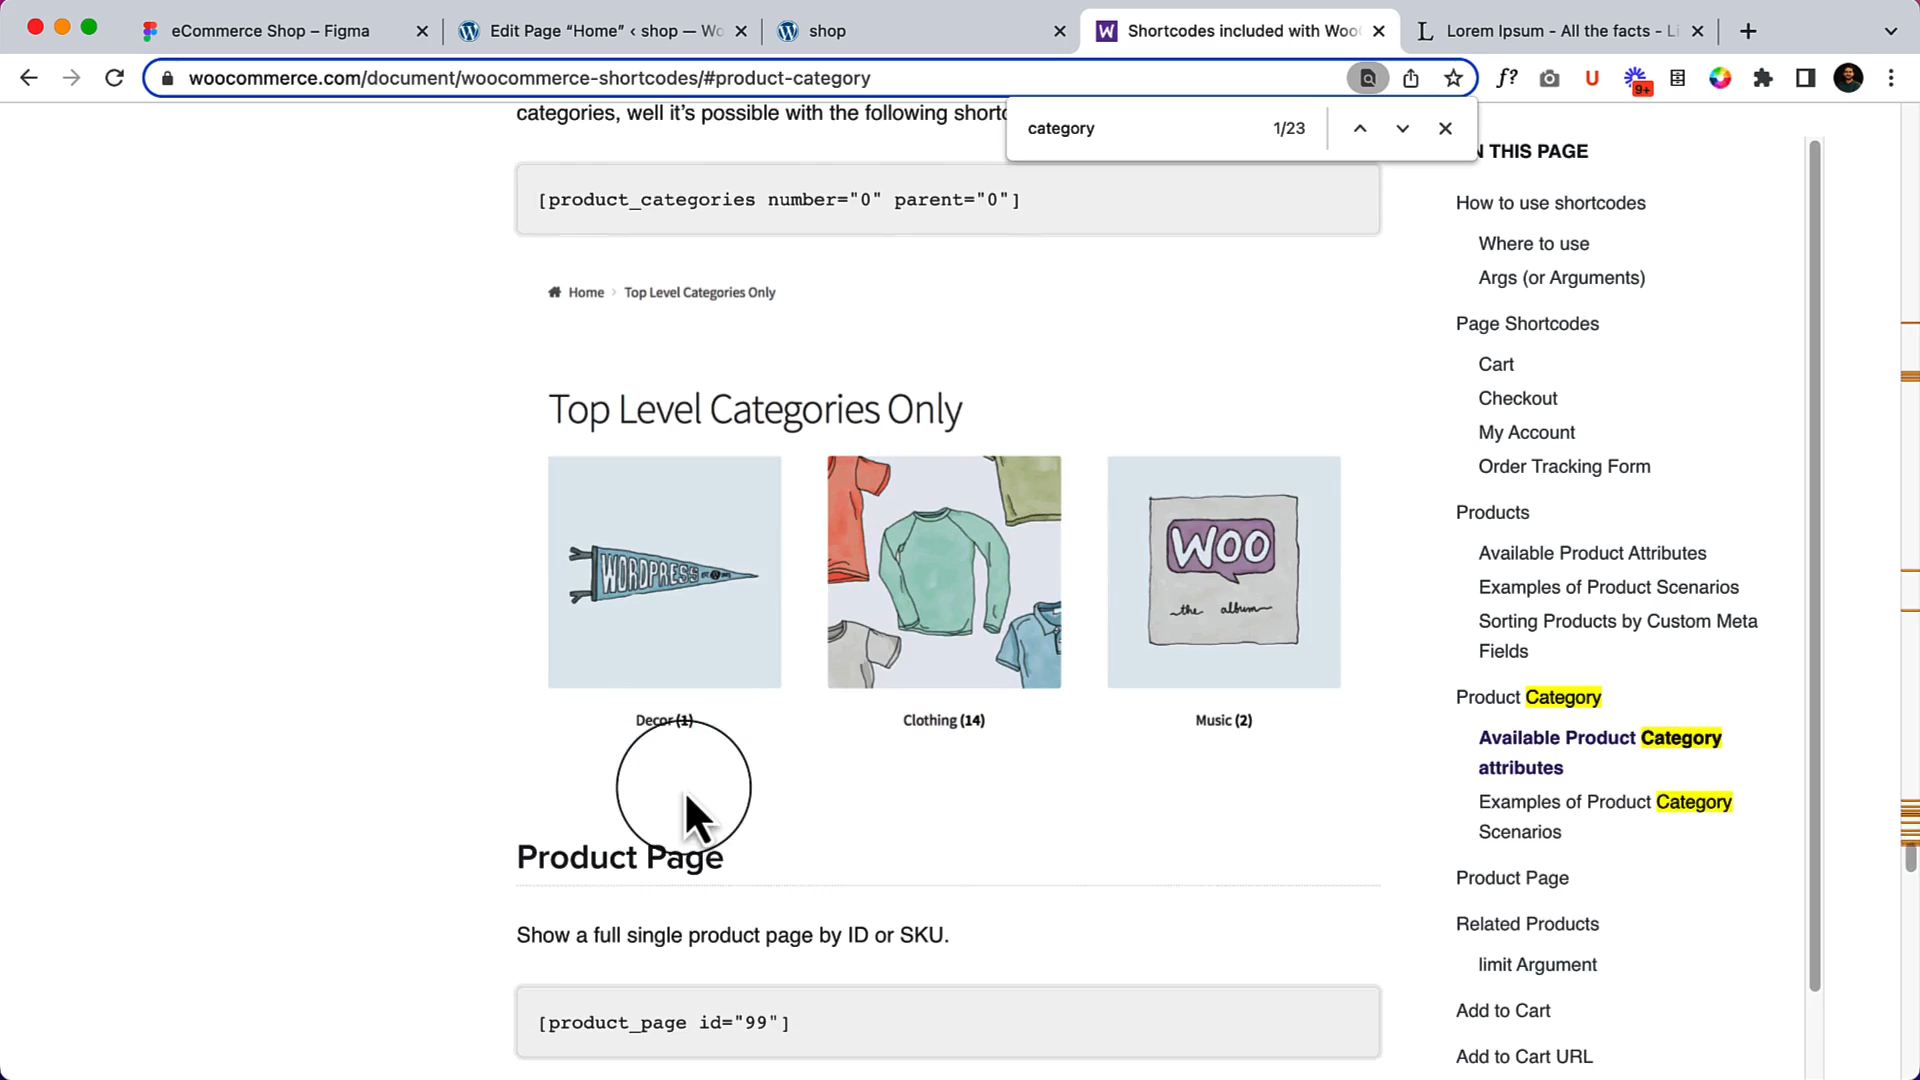 eCommerce Shop – Figma
Edit Page “Home” ‹ shop — Wo
shop
Shortcodes included with Woo
Lorem Ipsum - All the facts - Li
woocommerce.com/document/woocommerce-shortcodes/#product-category
f?
U
9+
categories, well it’s possible with the following shortc
category
1/23
[product_categories number="0" parent="0"]
Home › Top Level Categories Only
Top Level Categories Only
WORDPRESS
WOO
the album
Decor (1)
Clothing (14)
Music (2)
Product Page
Show a full single product page by ID or SKU.
[product_page id="99"]
N THIS PAGE
How to use shortcodes
Where to use
Args (or Arguments)
Page Shortcodes
Cart
Checkout
My Account
Order Tracking Form
Products
Available Product Attributes
Examples of Product Scenarios
Sorting Products by Custom Meta
Fields
Product Category
Available Product Category
attributes
Examples of Product Category
Scenarios
Product Page
Related Products
limit Argument
Add to Cart
Add to Cart URL